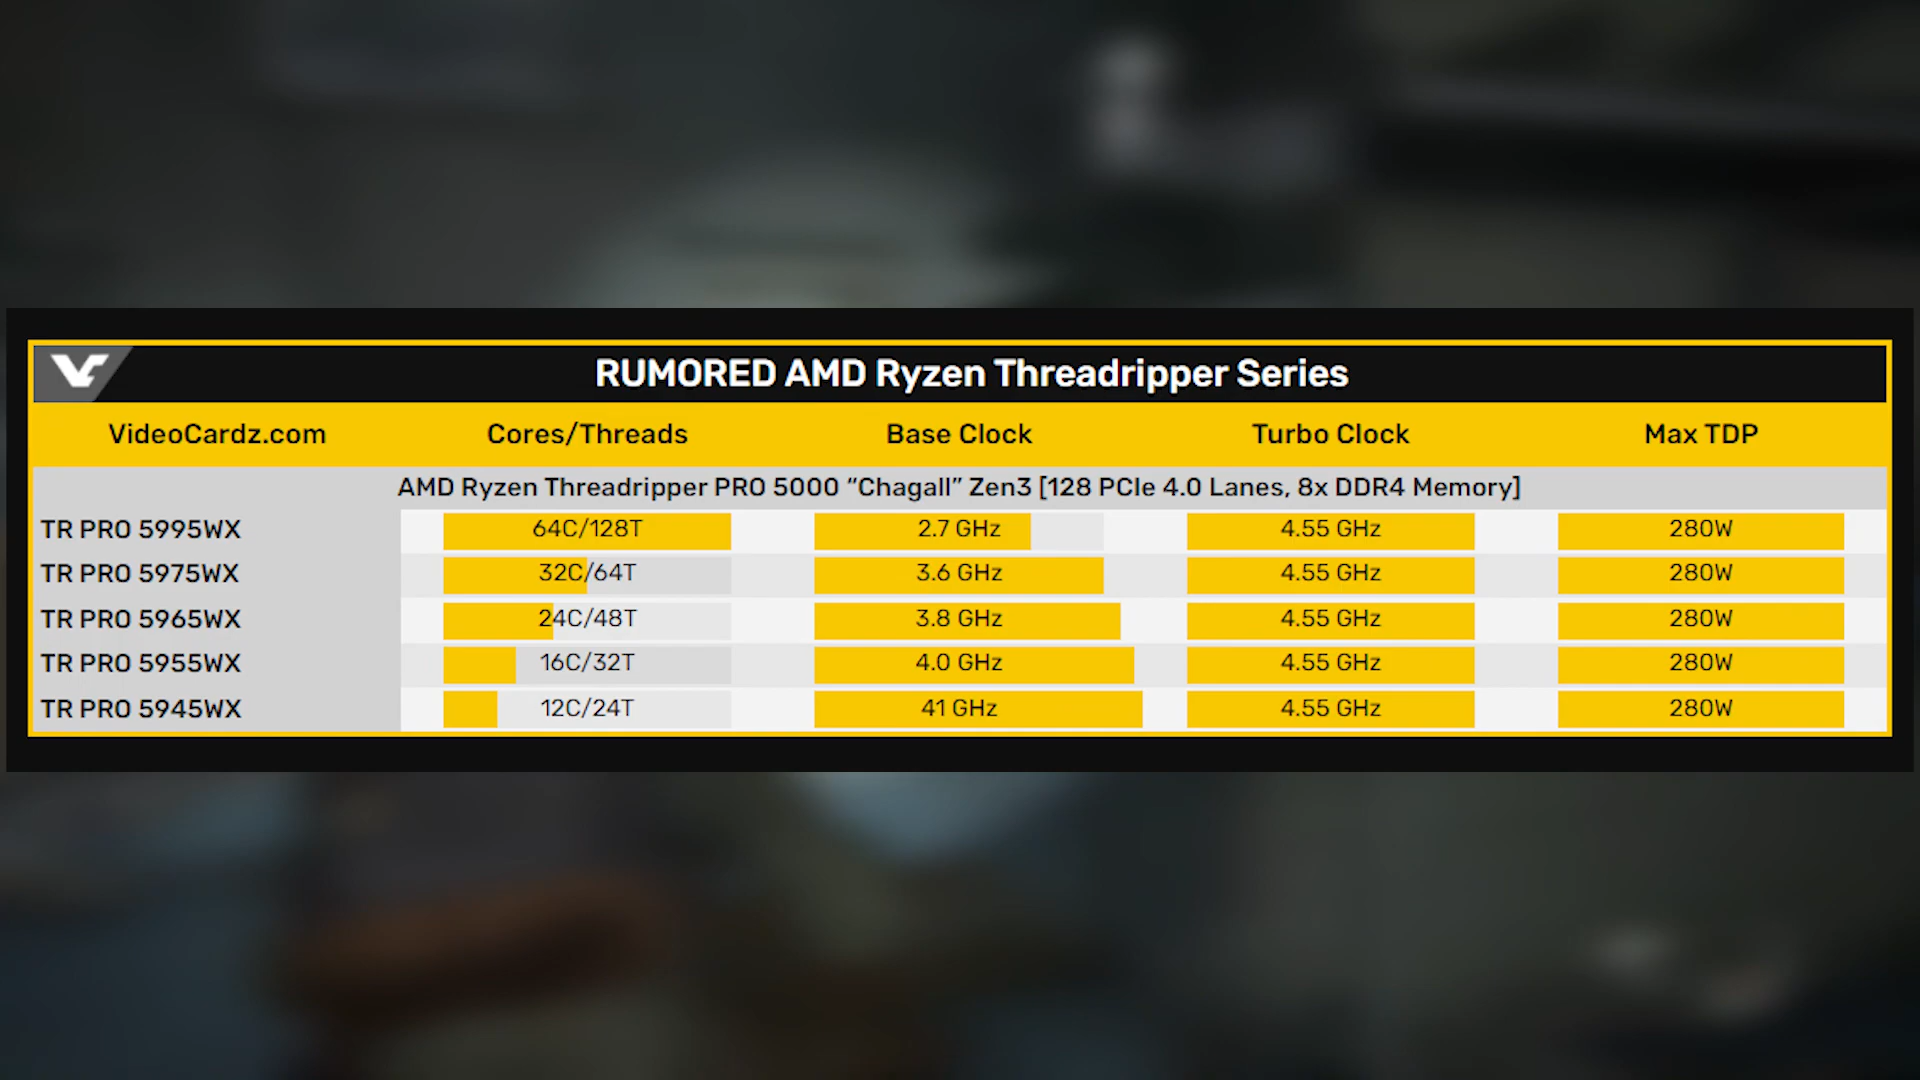 RUMORED AMD Ryzen Threadripper Series
VideoCardz.com Cores/Threads Base Clock Turbo Clock Max TDP
AMD Ryzen Threadripper PRO 5000 “Chagall” Zen3 [128 PCIe 4.0 Lanes, 8x DDR4 Memory]
TR PRO 5995WX 64C/128T 2.7 GHz 4.55 GHz 280W
TR PRO 5975WX 32C/64T 3.6 GHz 4.55 GHz 280W
TR PRO 5965WX 24C/48T 3.8 GHz 4.55 GHz 280W
TR PRO 5955WX 16C/32T 4.0 GHz 4.55 GHz 280W
TR PRO 5945WX 12C/24T 41 GHz 4.55 GHz 280W